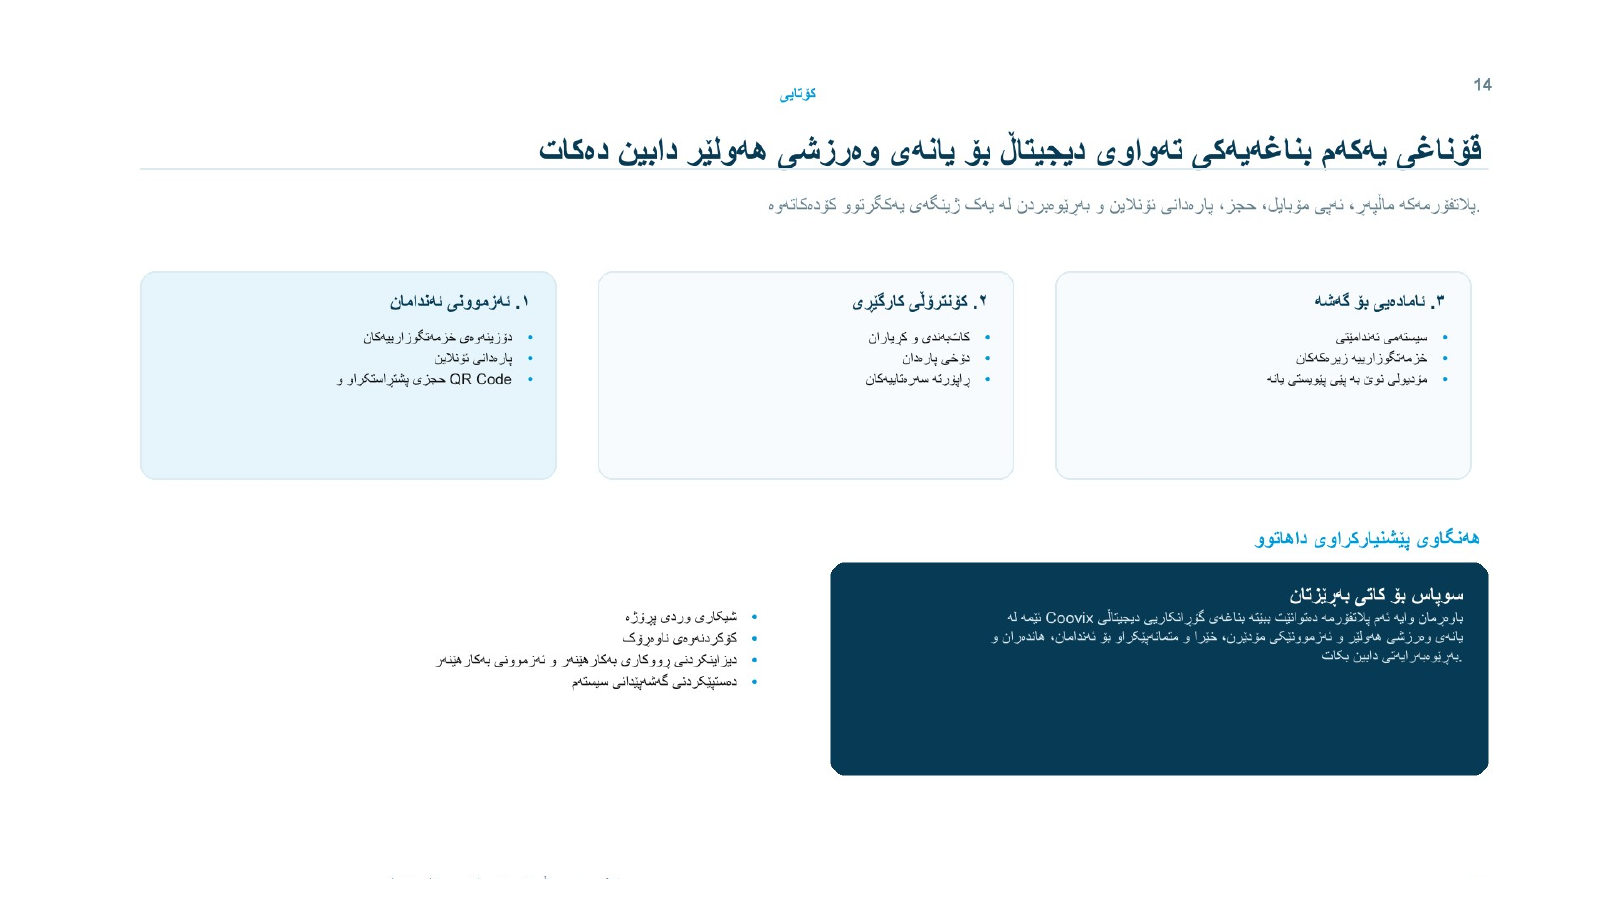 14
کۆتایی
قۆناغی یەکەم بناغەیەکی تەواوی دیجیتاڵ بۆ یانەی وەرزشی هەولێر دابین دەکات
پلاتفۆرمەکە ماڵپەڕ، ئەپی مۆبایل، حجز، پارەدانی ئۆنلاین و بەڕێوەبردن لە یەک ژینگەی یەکگرتوو کۆدەکاتەوە.
١. ئەزموونی ئەندامان
دۆزینەوەی خزمەتگوزارییەکان
پارەدانی ئۆنلاین
حجزی پشتڕاستکراو و QR Code
٢. کۆنترۆڵی کارگێڕی
کات‌بەندی و کڕیاران
دۆخی پارەدان
ڕاپۆرتە سەرەتاییەکان
٣. ئامادەیی بۆ گەشە
سیستەمی ئەندامێتی
خزمەتگوزارییە زیرەکەکان
مۆدیولی نوێ بە پێی پێویستی یانە
هەنگاوی پێشنیارکراوی داهاتوو
سوپاس بۆ کاتی بەڕێزتان
ئێمە لە Coovix باوەڕمان وایە ئەم پلاتفۆرمە دەتوانێت ببێتە بناغەی گۆڕانکاریی دیجیتاڵی
یانەی وەرزشی هەولێر و ئەزموونێکی مۆدێرن، خێرا و متمانەپێکراو بۆ ئەندامان، هاندەران و
بەڕێوەبەرایەتی دابین بکات.
شیکاری وردی پڕۆژە
کۆکردنەوەی ناوەڕۆک
دیزاینکردنی ڕووکاری بەکارهێنەر و ئەزموونی بەکارهێنەر
دەستپێکردنی گەشەپێدانی سیستەم